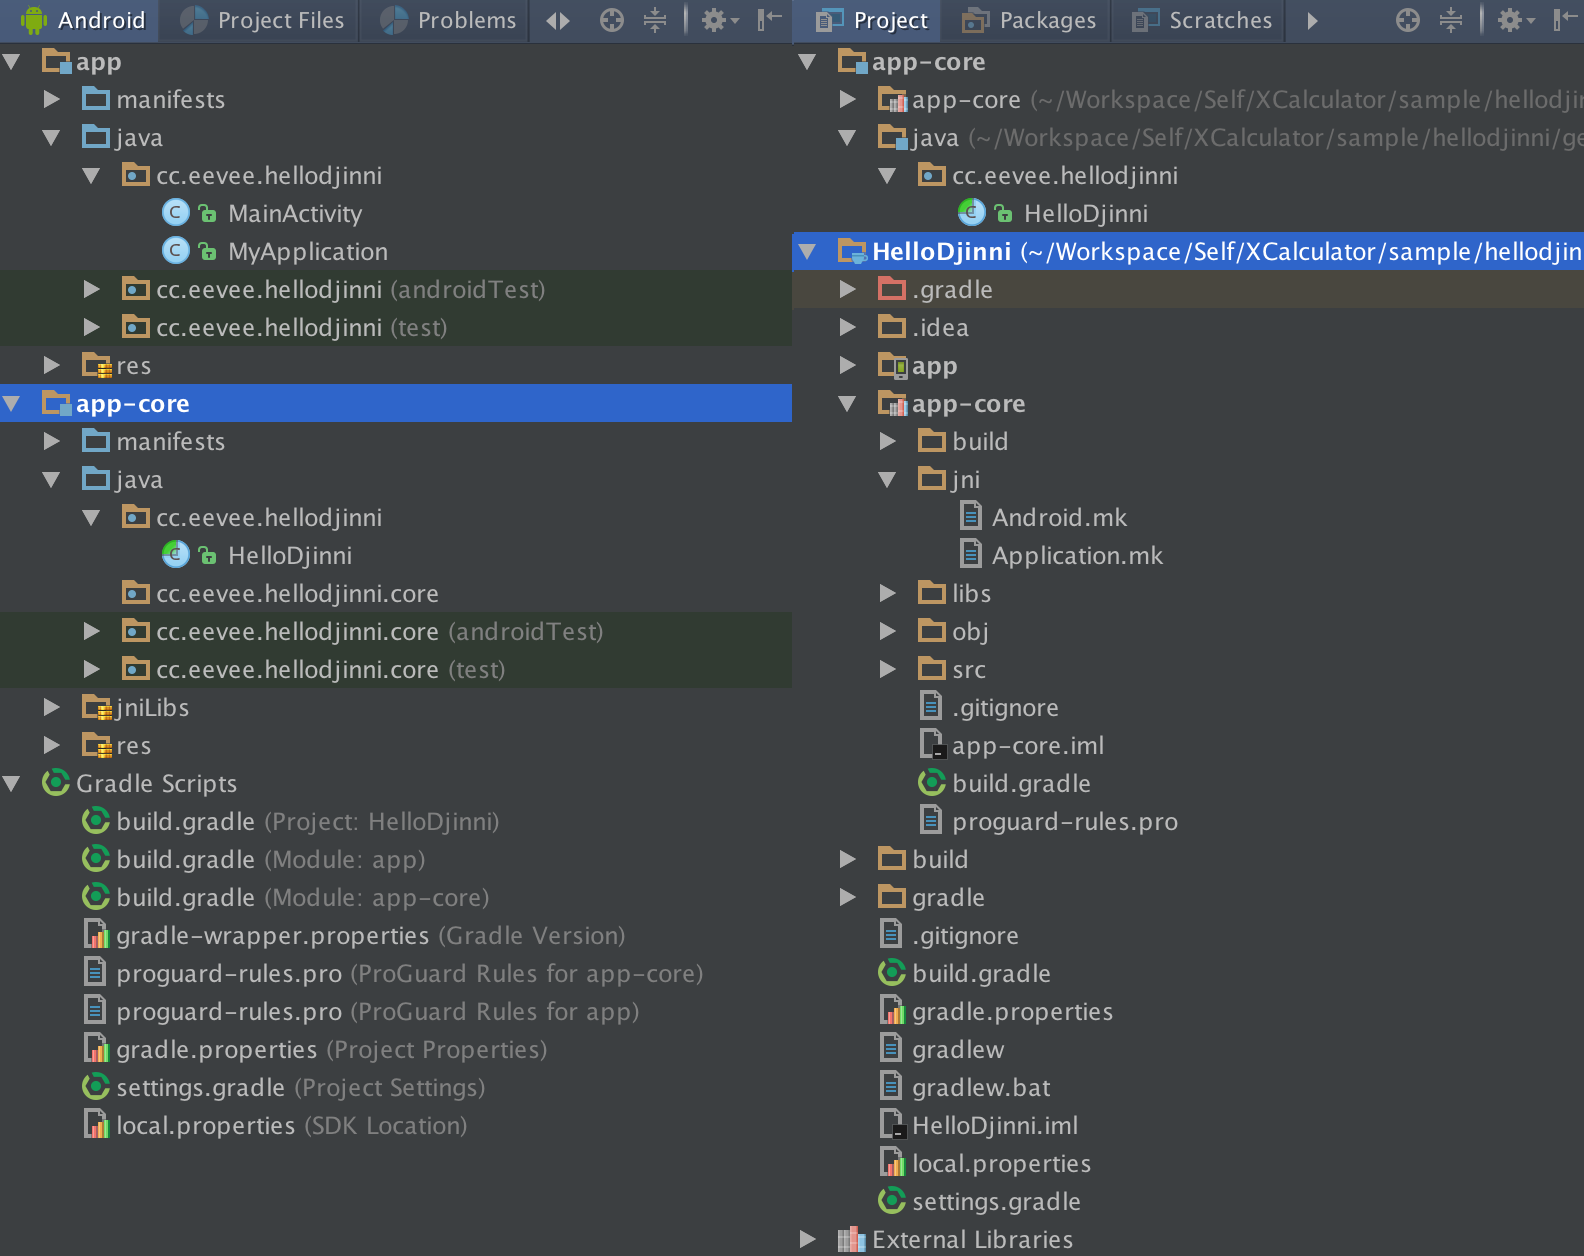 Android Project Files Problems
app
manifests
java
cc.eevee.hellodjinni
MainActivity
MyApplication
cc.eevee.hellodjinni (androidTest)
cc.eevee.hellodjinni (test)
res
app-core
manifests
java
cc.eevee.hellodjinni
HelloDjinni
cc.eevee.hellodjinni.core
cc.eevee.hellodjinni.core (androidTest)
cc.eevee.hellodjinni.core (test)
jniLibs
res
Gradle Scripts
build.gradle (Project: HelloDjinni)
build.gradle (Module: app)
build.gradle (Module: app-core)
gradle-wrapper.properties (Gradle Version)
proguard-rules.pro (ProGuard Rules for app-core)
proguard-rules.pro (ProGuard Rules for app)
gradle.properties (Project Properties)
settings.gradle (Project Settings)
local.properties (SDK Location)
Project Packages Scratches
app-core
app-core (~/Workspace/Self/XCalculator/sample/hellodjin
java (~/Workspace/Self/XCalculator/sample/hellodjinni/ge
cc.eevee.hellodjinni
HelloDjinni
HelloDjinni (~/Workspace/Self/XCalculator/sample/hellodjin
.gradle
.idea
app
app-core
build
jni
Android.mk
Application.mk
libs
obj
src
.gitignore
app-core.iml
build.gradle
proguard-rules.pro
build
gradle
.gitignore
build.gradle
gradle.properties
gradlew
gradlew.bat
HelloDjinni.iml
local.properties
settings.gradle
External Libraries